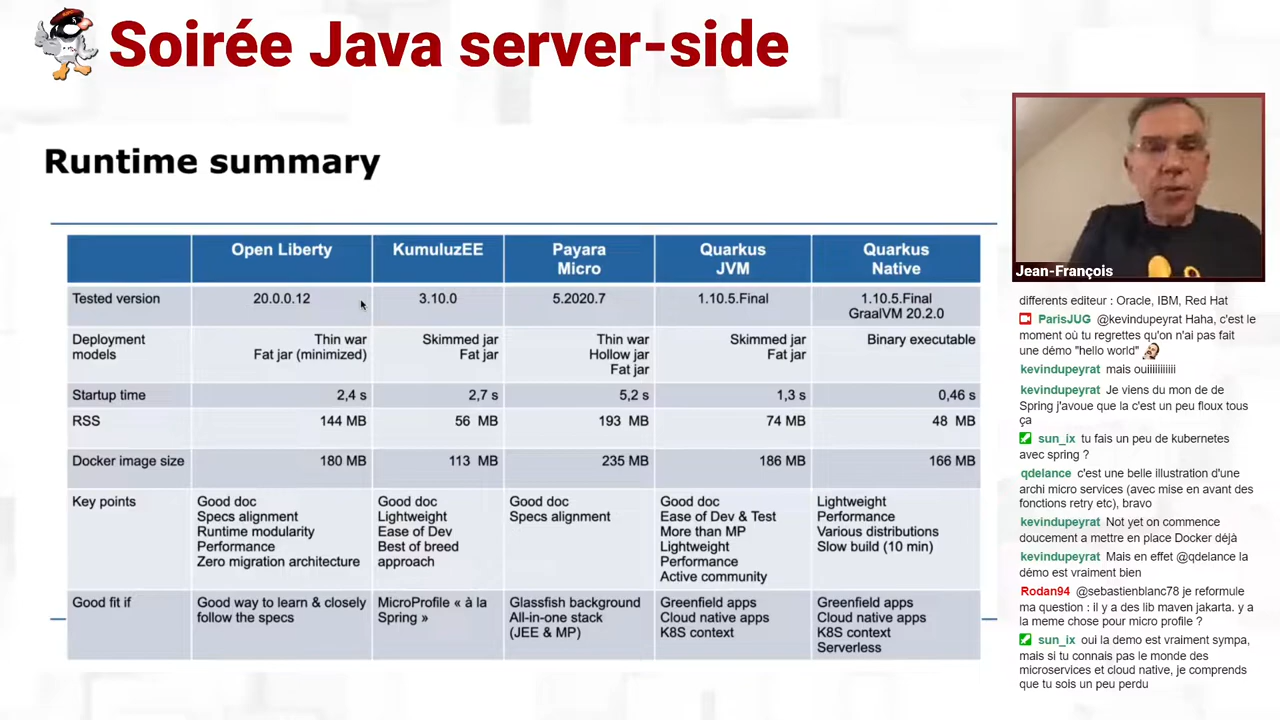 Soirée Java server-side
Runtime summary
Open Liberty
KumuluzEE
Payara
Micro
Quarkus
JVM
Quarkus
Native
Tested version
20.0.0.12
3.10.0
5.2020.7
1.10.5.Final
1.10.5.Final
GraalVM 20.2.0
Deployment
models
Thin war
Fat jar (minimized)
Skimmed jar
Fat jar
Thin war
Hollow jar
Fat jar
Skimmed jar
Fat jar
Binary executable
Startup time
2,4 s
2,7 s
5,2 s
1,3 s
0,46 s
RSS
144 MB
56 MB
193 MB
74 MB
48 MB
Docker image size
180 MB
113 MB
235 MB
186 MB
166 MB
Key points
Good doc
Specs alignment
Runtime modularity
Performance
Zero migration architecture
Good doc
Lightweight
Ease of Dev
Best of breed
approach
Good doc
Specs alignment
Good doc
Ease of Dev & Test
More than MP
Lightweight
Performance
Active community
Lightweight
Performance
Various distributions
Slow build (10 min)
Good fit if
Good way to learn & closely
follow the specs
MicroProfile « à la
Spring »
Glassfish background
All-in-one stack
(JEE & MP)
Greenfield apps
Cloud native apps
K8S context
Greenfield apps
Cloud native apps
K8S context
Serverless
Jean-François
differents editeur : Oracle, IBM, Red Hat
ParisJUG @kevindupeyrat Haha, c'est le
moment où tu regrettes qu'on n'ai pas fait
une démo "hello world"
kevindupeyrat mais ouiiiiiiiiiii
kevindupeyrat Je viens du mon de de
Spring j'avoue que la c'est un peu floux tous
ça
sun_ix tu fais un peu de kubernetes
avec spring ?
qdelance c'est une belle illustration d'une
archi micro services (avec mise en avant des
fonctions retry etc), bravo
kevindupeyrat Not yet on commence
doucement a mettre en place Docker déjà
kevindupeyrat Mais en effet @qdelance la
démo est vraiment bien
Rodan94 @sebastienblanc78 je reformule
ma question : il y a des lib maven jakarta. y a
la meme chose pour micro profile ?
sun_ix oui la demo est vraiment sympa,
mais si tu connais pas le monde des
microservices et cloud native, je comprends
que tu sois un peu perdu